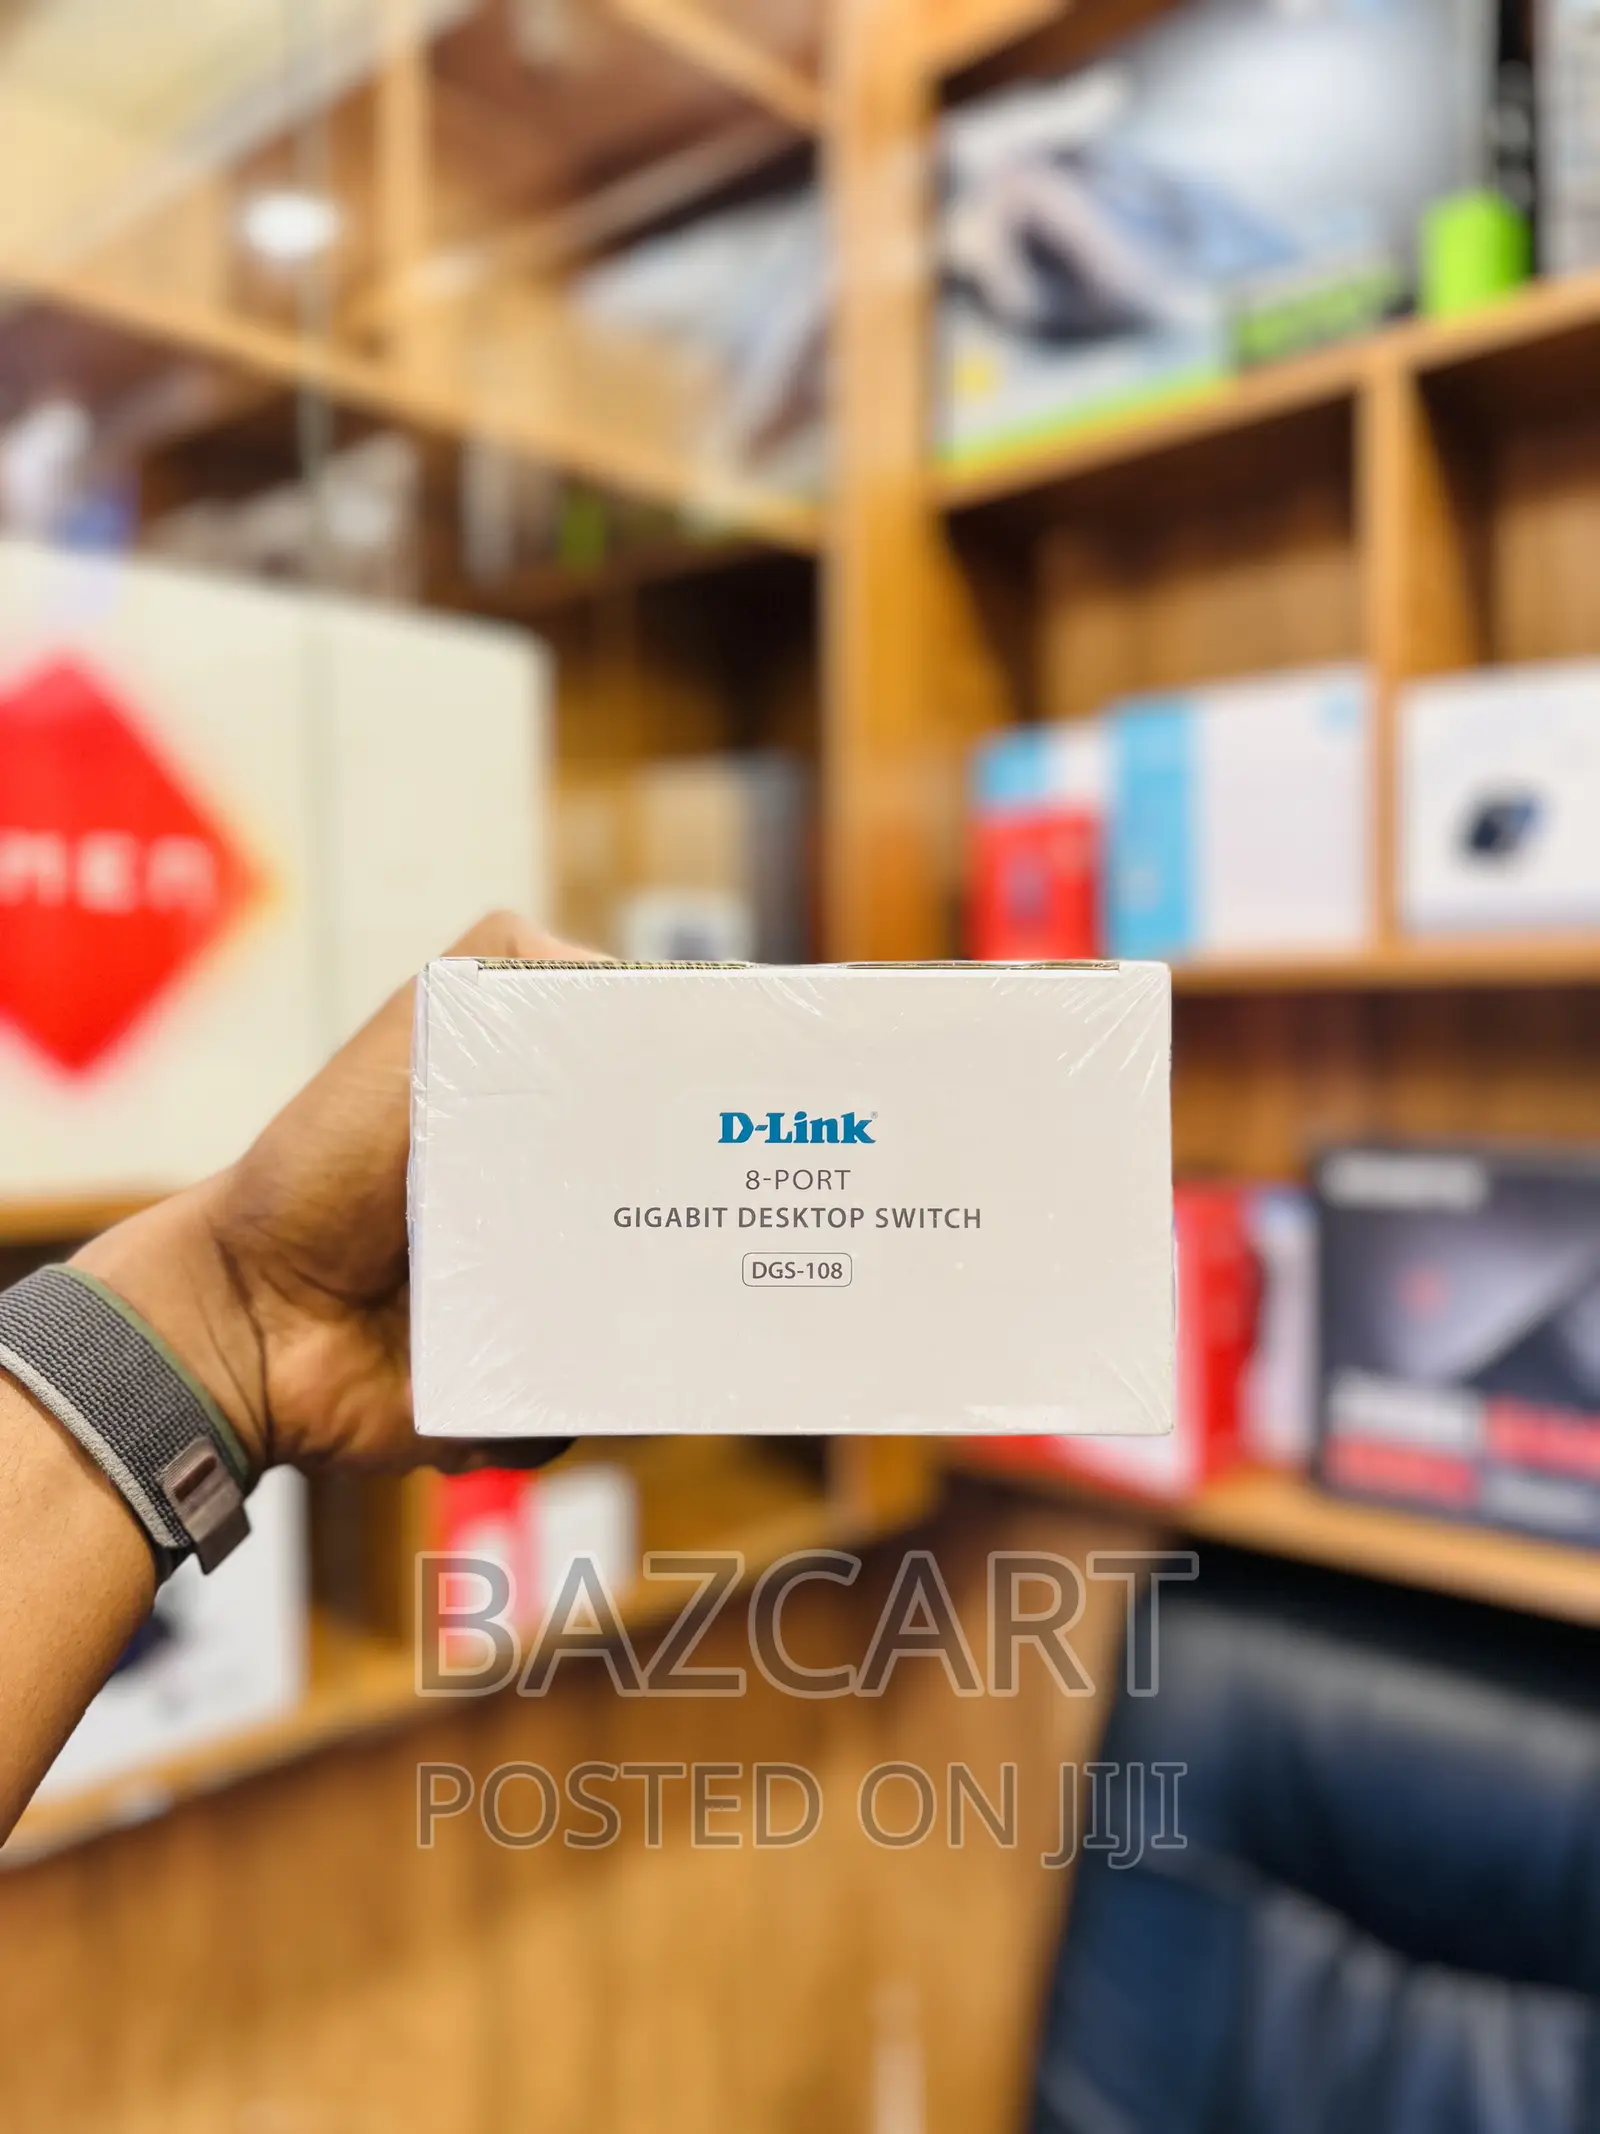 D-Link
8-PORT
GIGABIT DESKTOP SWITCH
DGS-108
BAZCART
POSTED ON JIJI